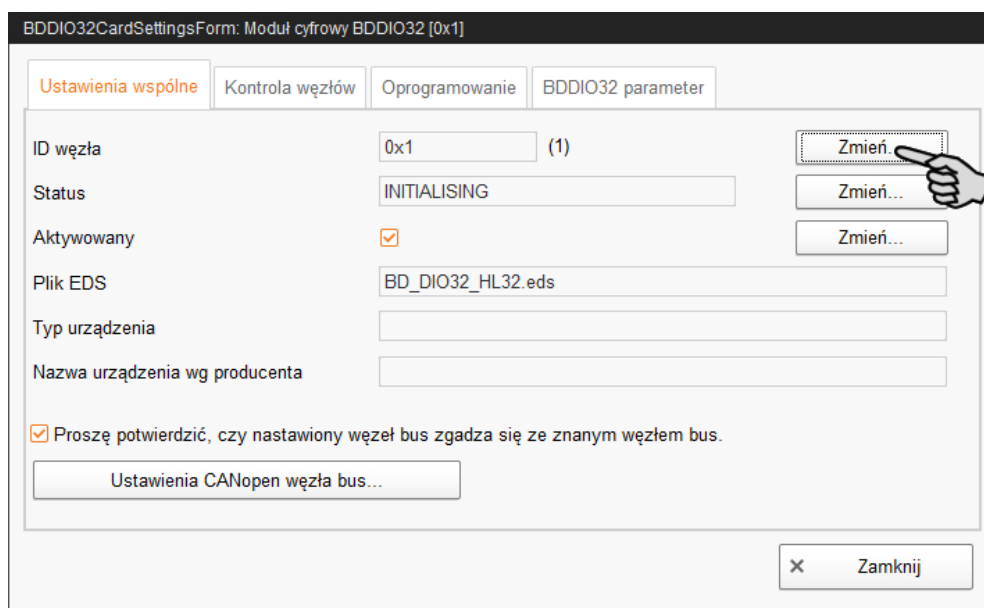 BDDIO32CardSettingsForm: Moduł cyfrowy BDDIO32 [0x1]
Ustawienia wspólne Kontrola węzłów Oprogramowanie BDDIO32 parameter
ID węzła 0x1 (1) Zmień.
Status INITIALISING Zmień...
Aktywowany Zmień...
Plik EDS BD_DIO32_HL32.eds
Typ urządzenia
Nazwa urządzenia wg producenta
Proszę potwierdzić, czy nastawiony węzeł bus zgadza się ze znanym węzłem bus.
Ustawienia CANopen węzła bus...
Zamknij